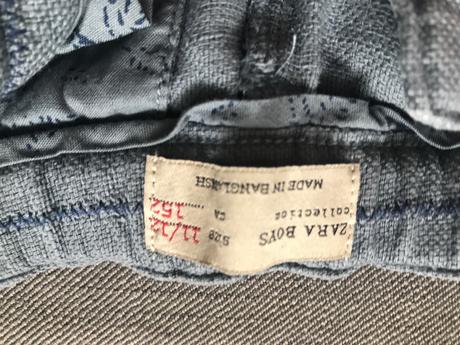 ZARA BOYS SIZE 11/12
collection CA 152
MADE IN BANGLADESH